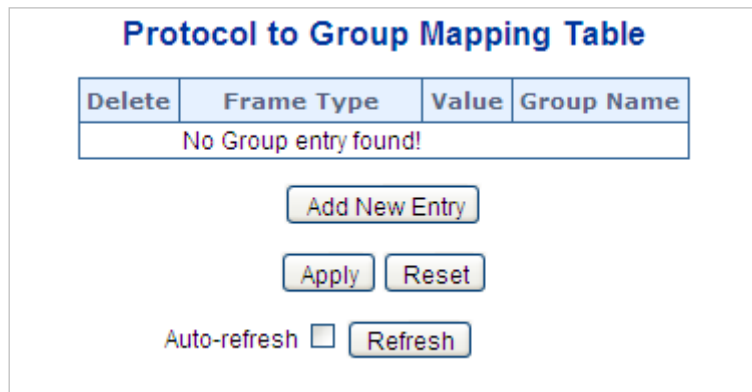 Protocol to Group Mapping Table
Delete Frame Type Value Group Name
No Group entry found!
Add New Entry
Apply Reset
Auto-refresh Refresh